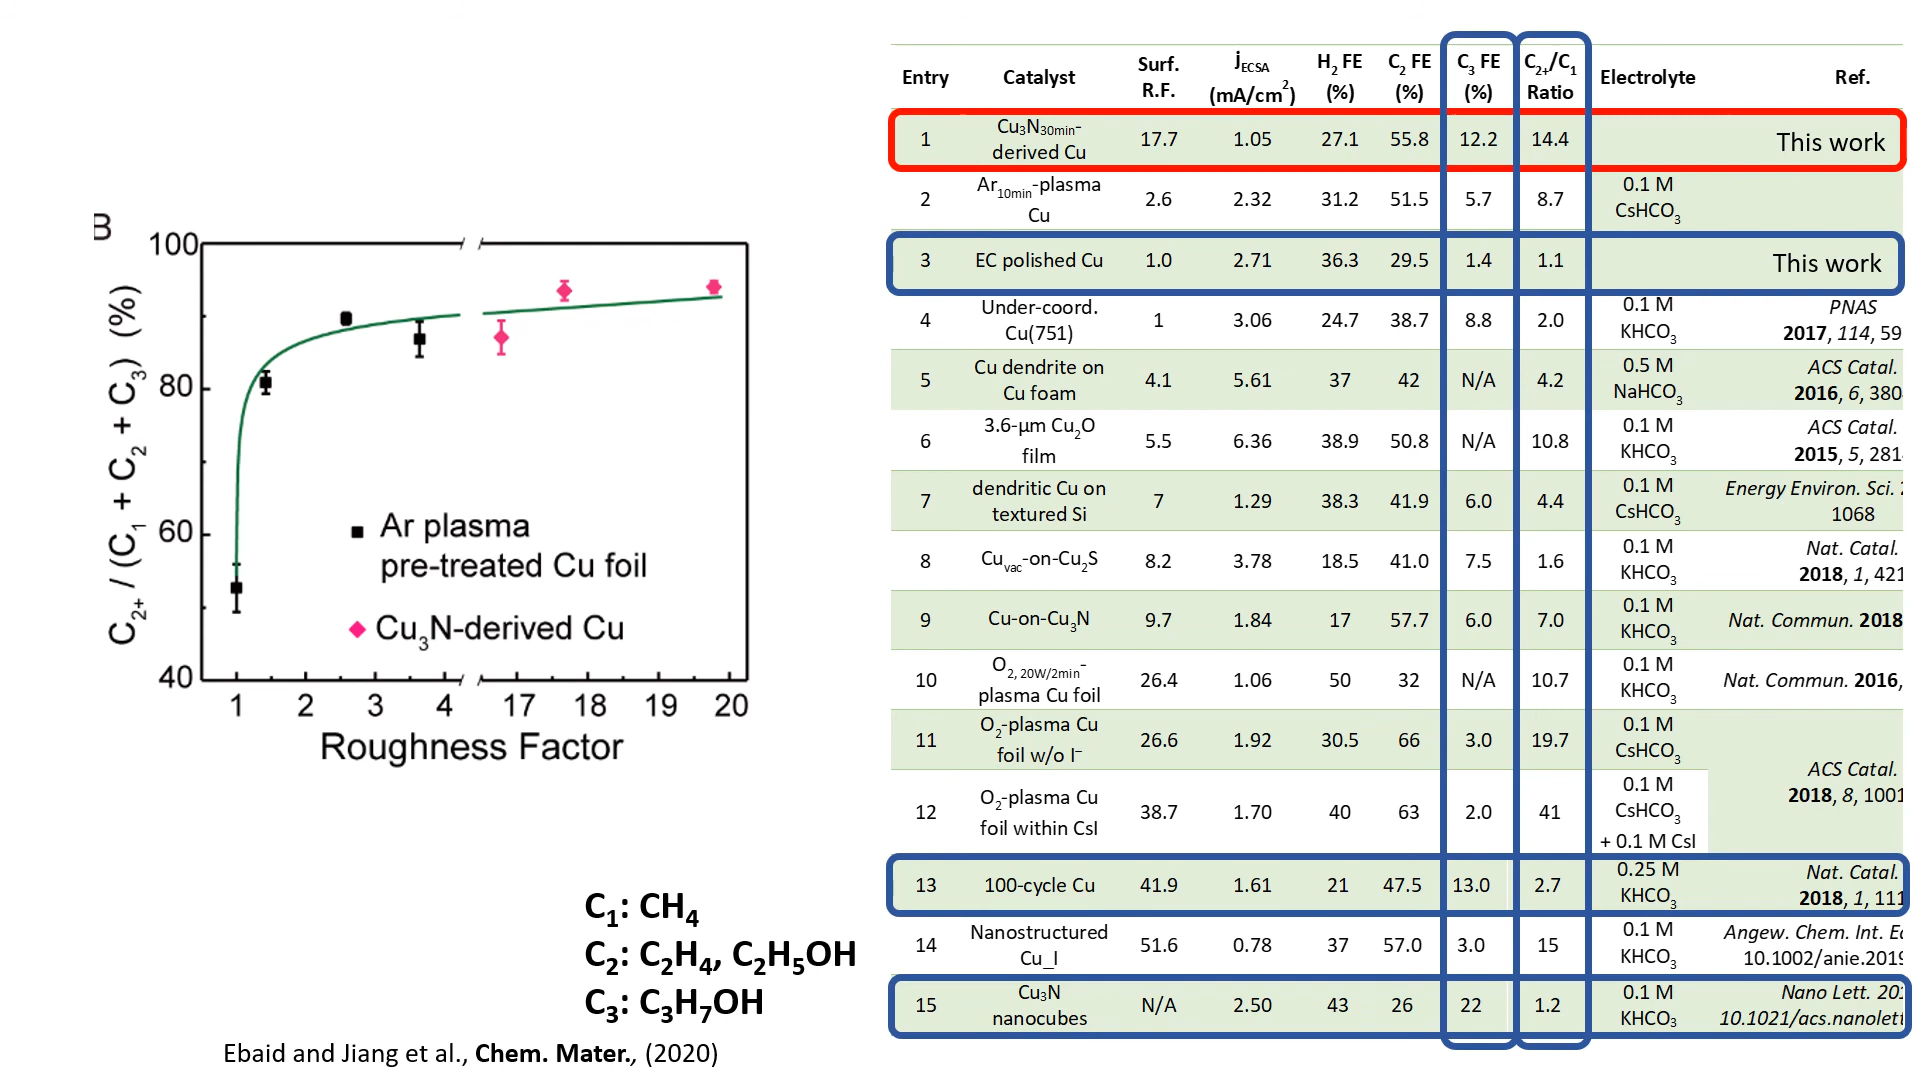 B
C2+ / (C1 + C2 + C3) (%)
100
80
60
40
Ar plasma
pre-treated Cu foil
Cu3N-derived Cu
1 2 3 4 17 18 19 20
Roughness Factor
C1: CH4
C2: C2H4, C2H5OH
C3: C3H7OH
Ebaid and Jiang et al., Chem. Mater., (2020)
Entry Catalyst Surf. R.F. jECSA (mA/cm2) H2 FE (%) C2 FE (%) C3 FE (%) C2+/C1 Ratio Electrolyte Ref.
1 Cu3N30min-derived Cu 17.7 1.05 27.1 55.8 12.2 14.4 This work
2 Ar10min-plasma Cu 2.6 2.32 31.2 51.5 5.7 8.7 0.1 M CsHCO3
3 EC polished Cu 1.0 2.71 36.3 29.5 1.4 1.1 This work
4 Under-coord. Cu(751) 1 3.06 24.7 38.7 8.8 2.0 0.1 M KHCO3 PNAS 2017, 114, 59
5 Cu dendrite on Cu foam 4.1 5.61 37 42 N/A 4.2 0.5 M NaHCO3 ACS Catal. 2016, 6, 380
6 3.6-μm Cu2O film 5.5 6.36 38.9 50.8 N/A 10.8 0.1 M KHCO3 ACS Catal. 2015, 5, 281
7 dendritic Cu on textured Si 7 1.29 38.3 41.9 6.0 4.4 0.1 M CsHCO3 Energy Environ. Sci. 1068
8 Cuvac-on-Cu2S 8.2 3.78 18.5 41.0 7.5 1.6 0.1 M KHCO3 Nat. Catal. 2018, 1, 421
9 Cu-on-Cu3N 9.7 1.84 17 57.7 6.0 7.0 0.1 M KHCO3 Nat. Commun. 2018
10 O2, 20W/2min-plasma Cu foil 26.4 1.06 50 32 N/A 10.7 0.1 M KHCO3 Nat. Commun. 2016,
11 O2-plasma Cu foil w/o I− 26.6 1.92 30.5 66 3.0 19.7 0.1 M CsHCO3
ACS Catal. 2018, 8, 1001
12 O2-plasma Cu foil within CsI 38.7 1.70 40 63 2.0 41 0.1 M CsHCO3 + 0.1 M CsI
13 100-cycle Cu 41.9 1.61 21 47.5 13.0 2.7 0.25 M KHCO3 Nat. Catal. 2018, 1, 111
14 Nanostructured Cu_I 51.6 0.78 37 57.0 3.0 15 0.1 M KHCO3 Angew. Chem. Int. 10.1002/anie.2019
15 Cu3N nanocubes N/A 2.50 43 26 22 1.2 0.1 M KHCO3 Nano Lett. 10.1021/acs.nanolett